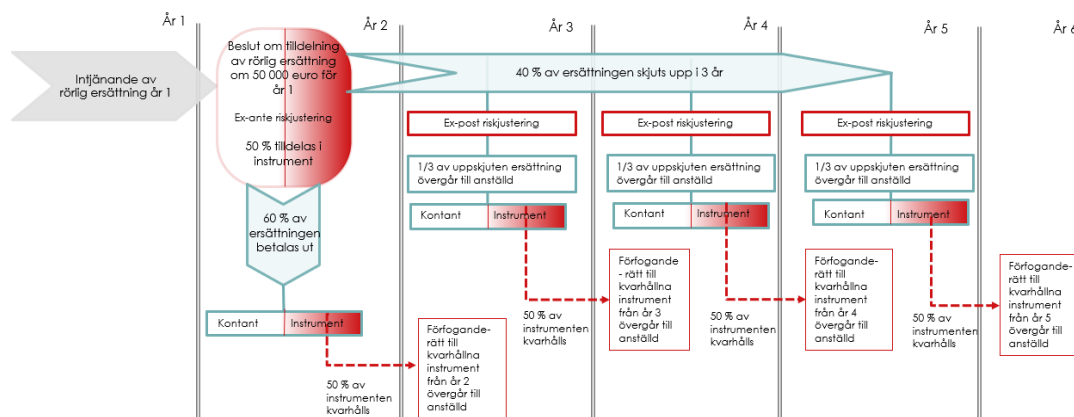 År 1
År 2
År 3
År 4
År 5
År 6
Intjänande av
rörlig ersättning år 1
Beslut om tilldelning
av rörlig ersättning
om 50 000 euro för
år 1
Ex-ante riskjustering
50 % tilldelas i
instrument
40 % av ersättningen skjuts upp i 3 år
60 % av
ersättningen
betalas ut
Kontant
Instrument
50 % av
instrumenten
kvarhålls
Förfogande-
rätt till
kvarhållna
instrument
från år 2
övergår till
anställd
Ex-post riskjustering
1/3 av uppskjuten ersättning
övergår till anställd
Kontant
Instrument
50 % av
instrumenten
kvarhålls
Förfogande
- rätt till
kvarhållna
instrument
från år 3
övergår till
anställd
Ex-post riskjustering
1/3 av uppskjuten ersättning
övergår till anställd
Kontant
Instrument
50 % av
instrumenten
kvarhålls
Förfogande-
rätt till
kvarhållna
instrument
från år 4
övergår till
anställd
Ex-post riskjustering
1/3 av uppskjuten ersättning
övergår till anställd
Kontant
Instrument
50 % av
instrumenten
kvarhålls
Förfogande-
rätt till
kvarhållna
instrument
från år 5
övergår till
anställd